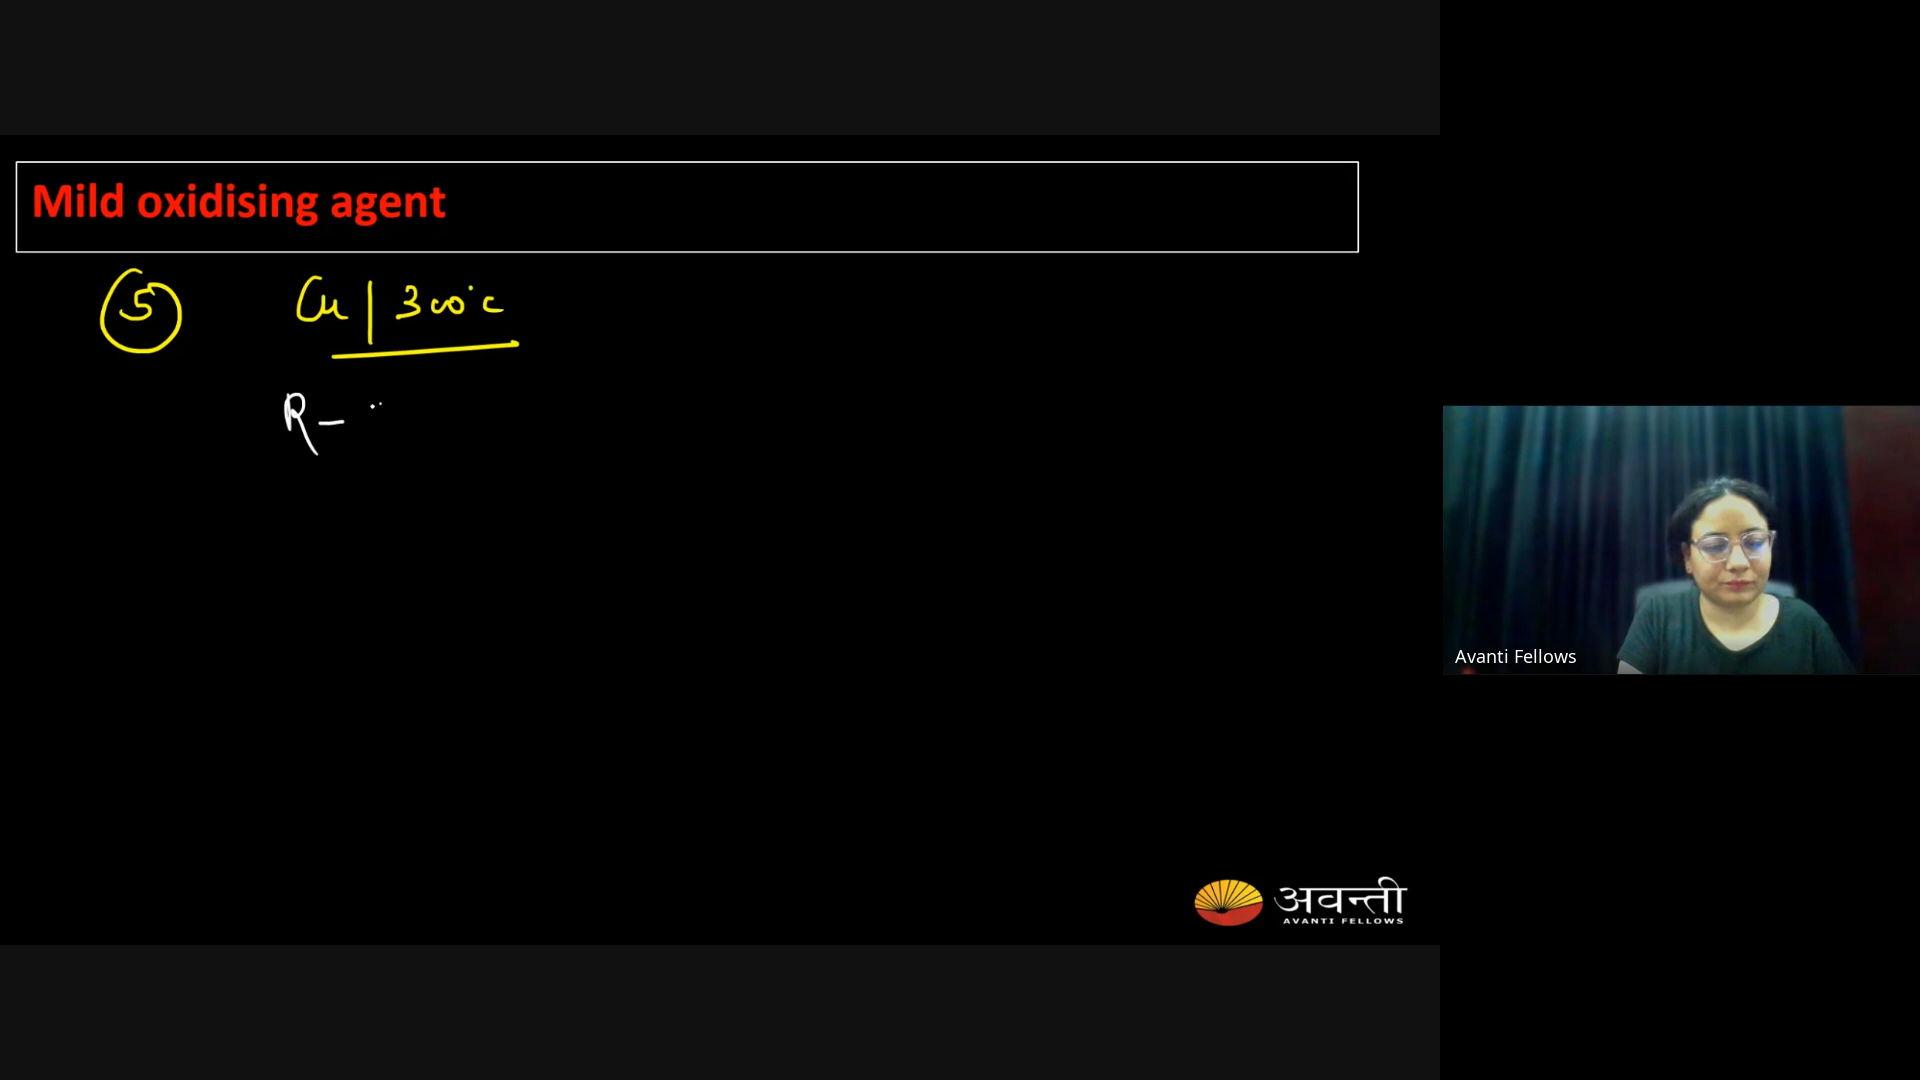 Mild oxidising agent
5 Cu | 300°C
R –
Avanti Fellows
अवन्ती
AVANTI FELLOWS